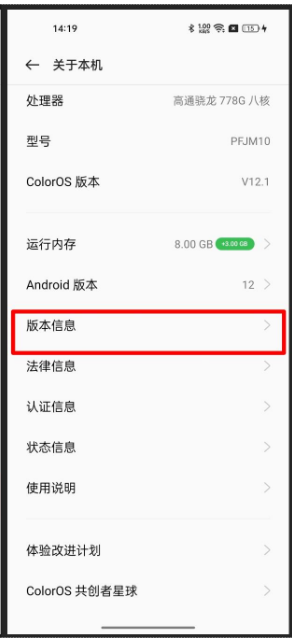 14:19
1.00 KB/S 15
← 关于本机
处理器 高通骁龙 778G 八核
型号 PFJM10
ColorOS 版本 V12.1
运行内存 8.00 GB +3.00 GB
Android 版本 12
版本信息
法律信息
认证信息
状态信息
使用说明
体验改进计划
ColorOS 共创者星球